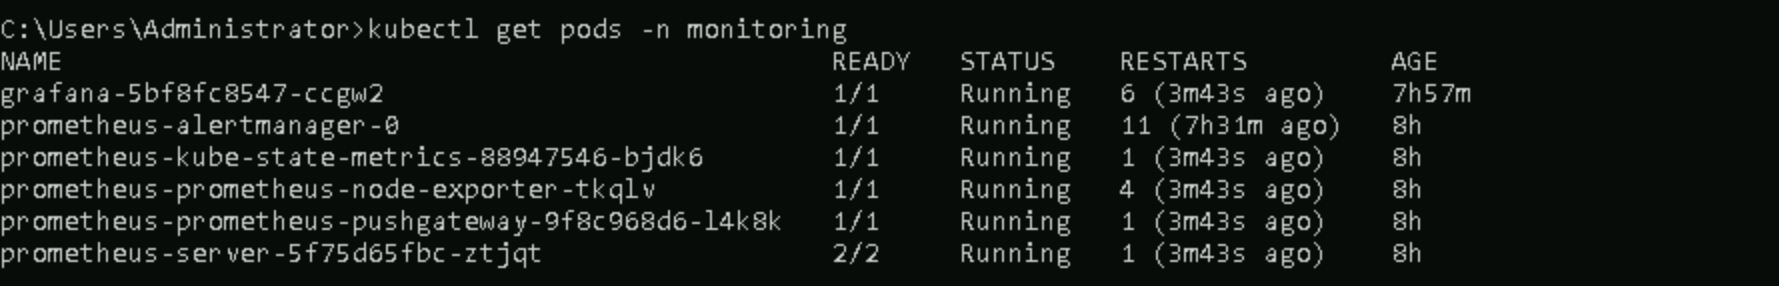 C:\Users\Administrator>kubectl get pods -n monitoring
NAME READY STATUS RESTARTS AGE
grafana-5bf8fc8547-ccgw2 1/1 Running 6 (3m43s ago) 7h57m
prometheus-alertmanager-0 1/1 Running 11 (7h31m ago) 8h
prometheus-kube-state-metrics-88947546-bjdk6 1/1 Running 1 (3m43s ago) 8h
prometheus-prometheus-node-exporter-tkqlv 1/1 Running 4 (3m43s ago) 8h
prometheus-prometheus-pushgateway-9f8c968d6-l4k8k 1/1 Running 1 (3m43s ago) 8h
prometheus-server-5f75d65fbc-ztjqt 2/2 Running 1 (3m43s ago) 8h